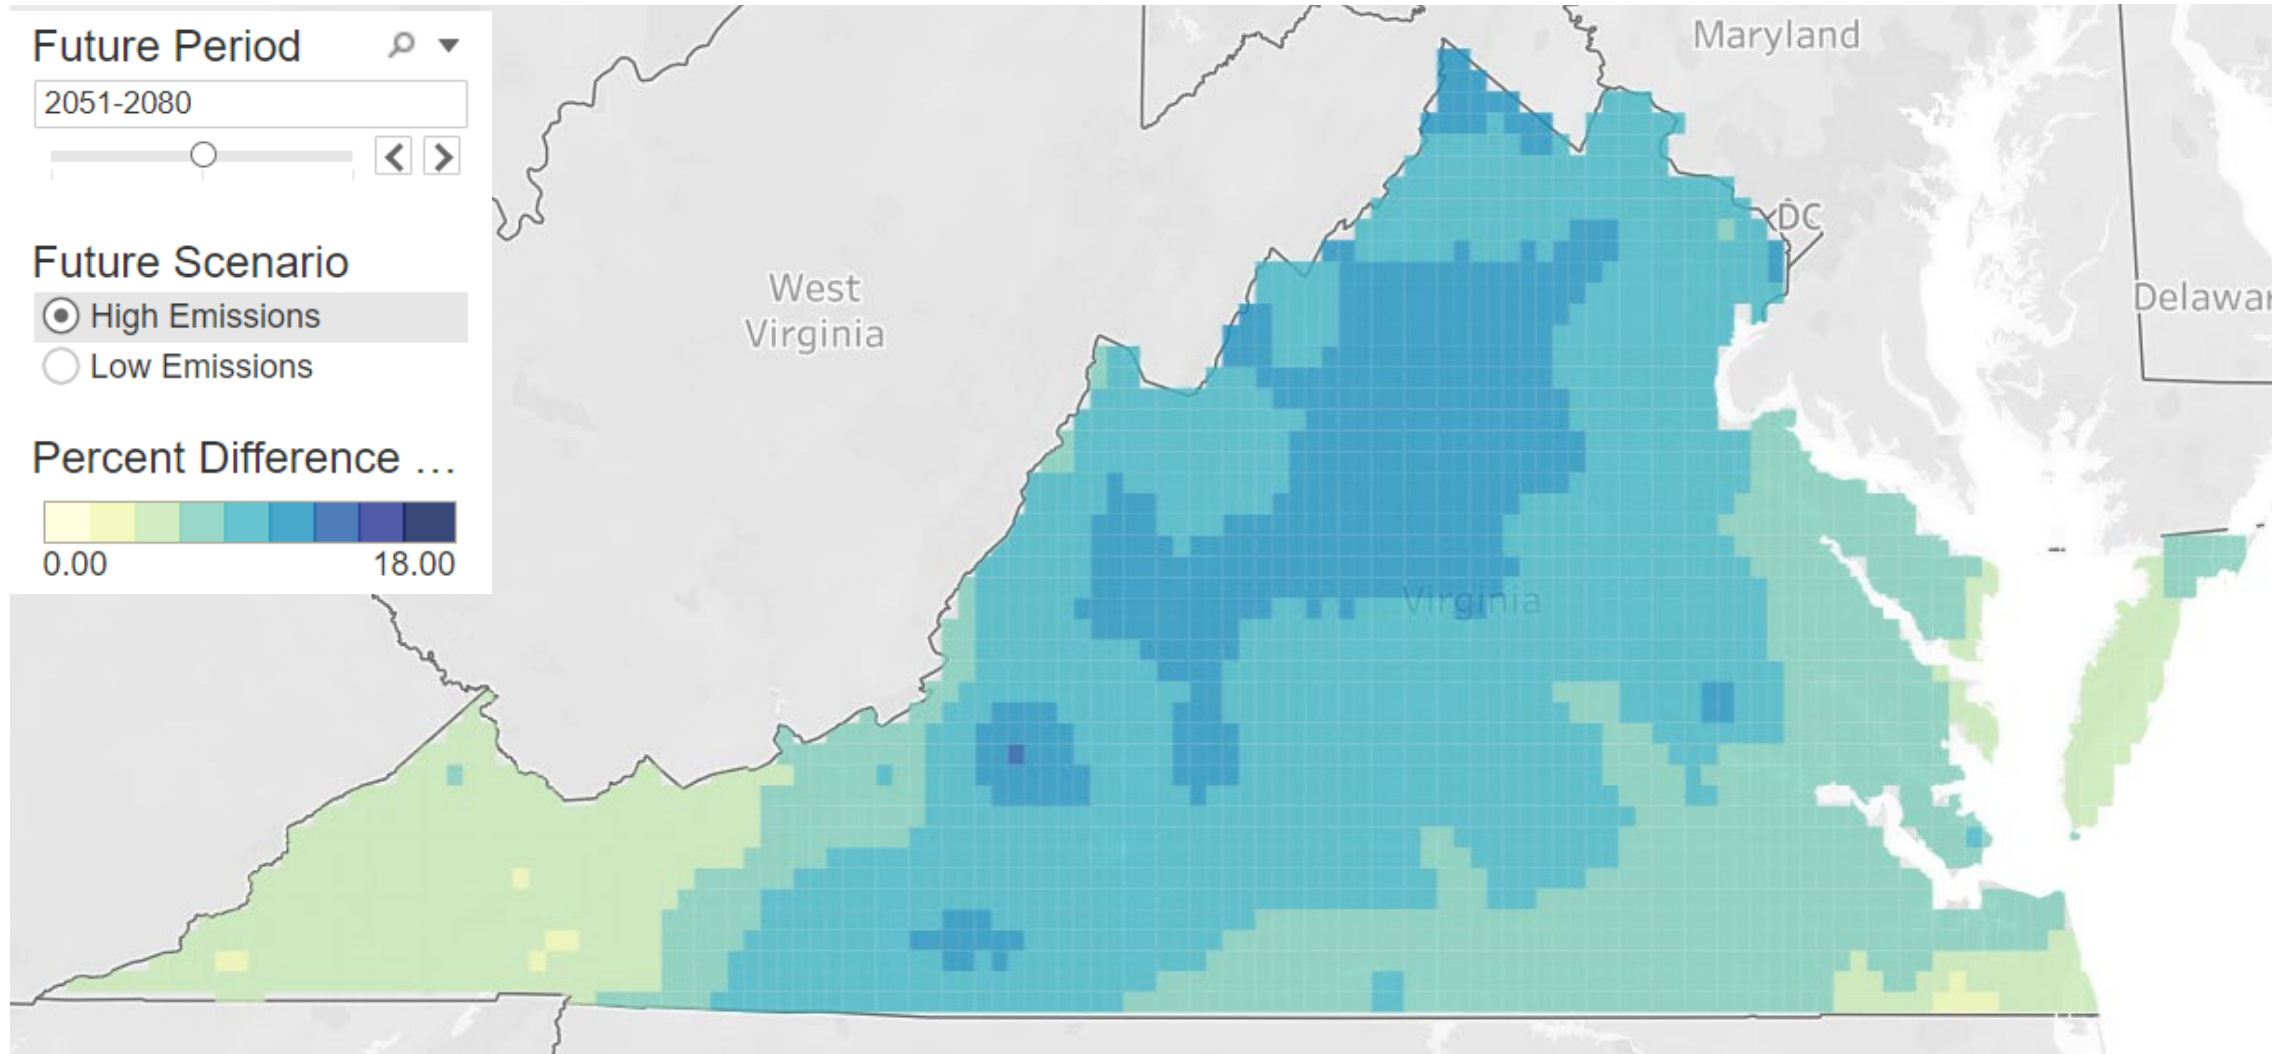 Future Period
2051-2080
Future Scenario
High Emissions
Low Emissions
Percent Difference ...
0.00 18.00
Maryland
DC
West
Virginia
Delawar
Virginia